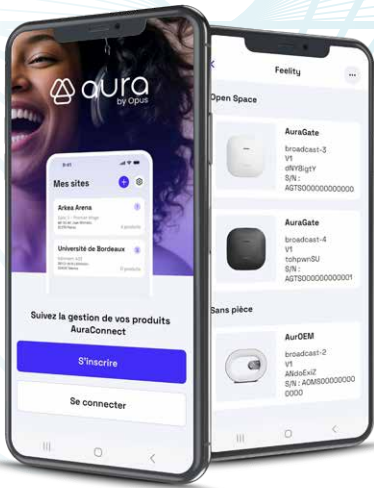 aura
by Opus
9:41
Mes sites
Arkea Arena
Université de Bordeaux
Suivez la gestion de vos produits
AuraConnect
S'inscrire
Se connecter
Feelity
Open Space
AuraGate
broadcast-3
V1
dNYBigtY
S/N :
AGTS000000000000
AuraGate
broadcast-4
V1
tohpwnSU
S/N :
AGTS000000000001
Sans pièce
AurOEM
broadcast-2
V1
ANdoExiZ
S/N : AOMS00000000
0000